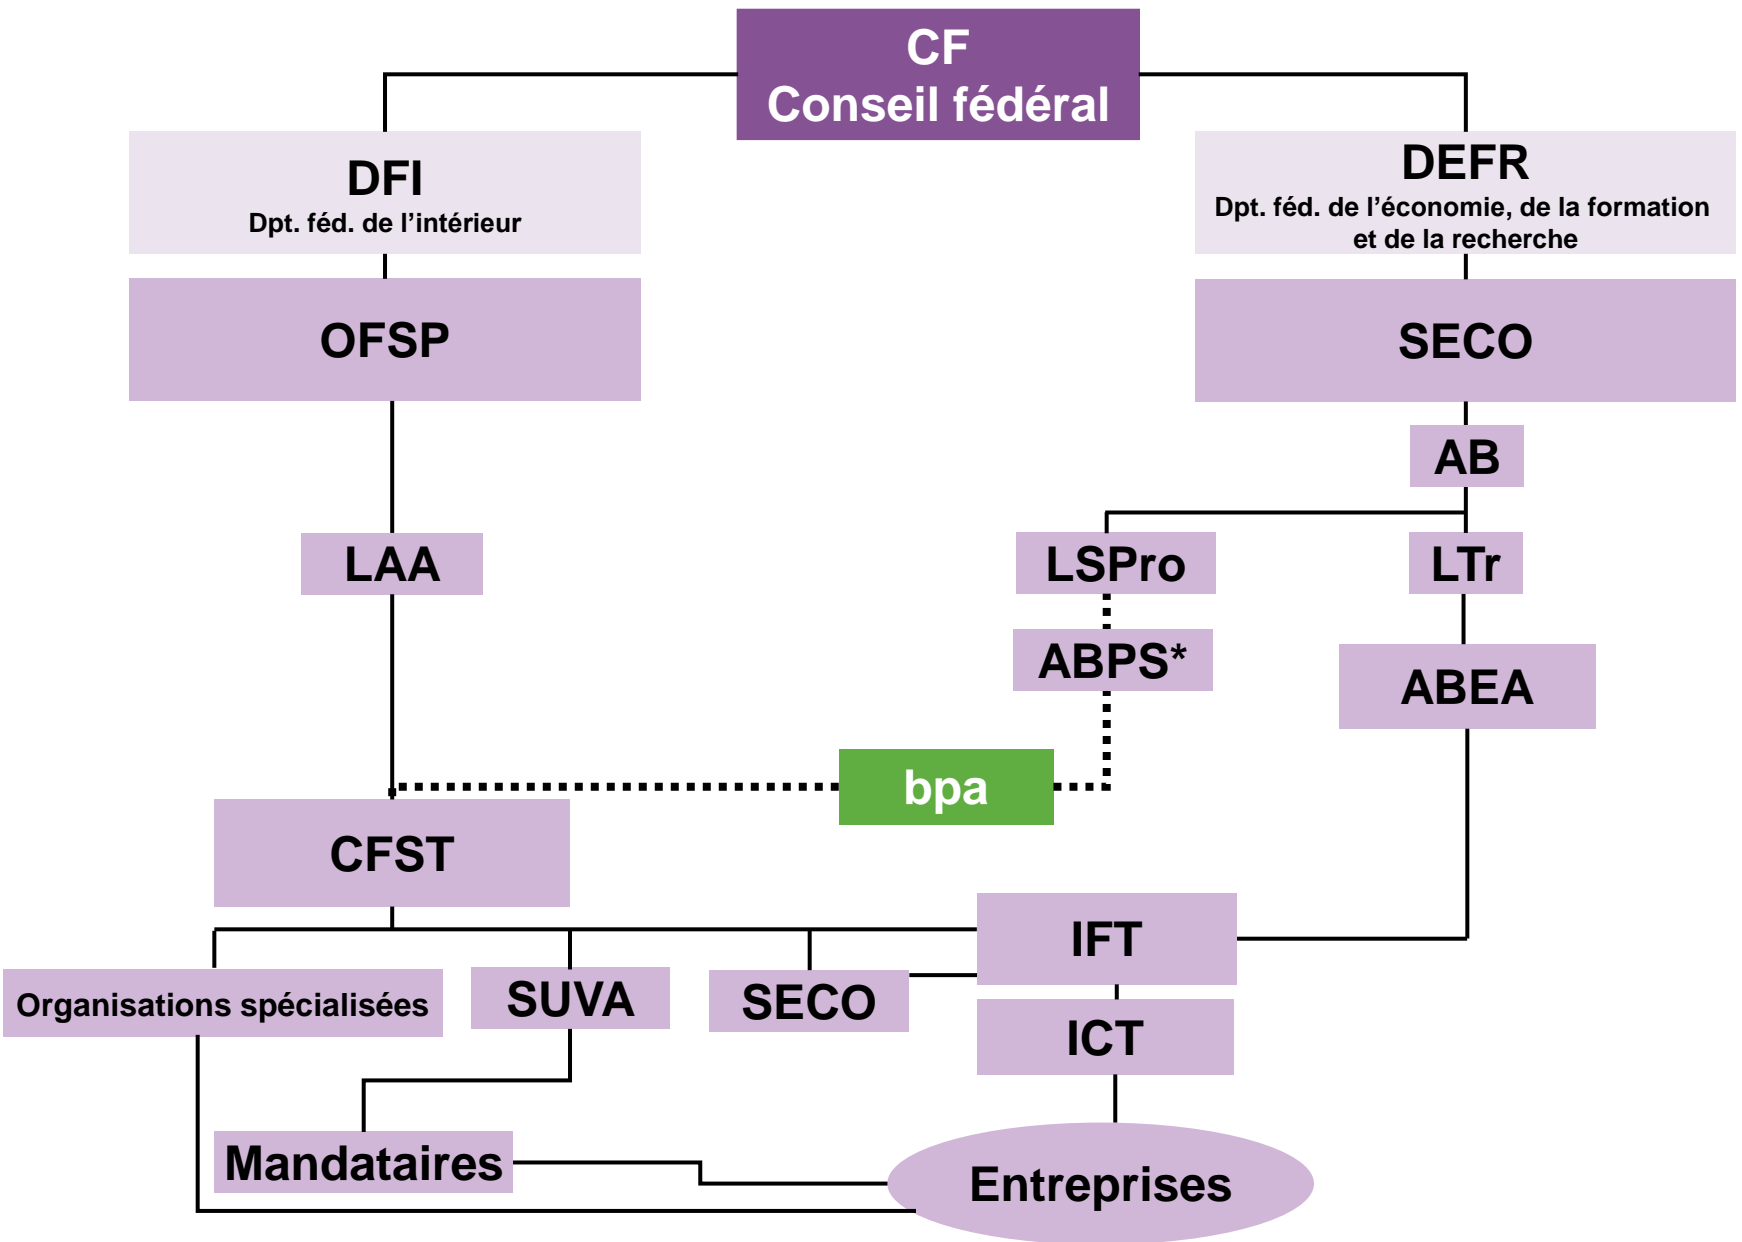 CF
Conseil fédéral
DFI
Dpt. féd. de l'intérieur
DEFR
Dpt. féd. de l'économie, de la formation
et de la recherche
OFSP
SECO
AB
LAA
LSPro
LTr
ABPS*
ABEA
bpa
CFST
IFT
Organisations spécialisées
SUVA
SECO
ICT
Mandataires
Entreprises